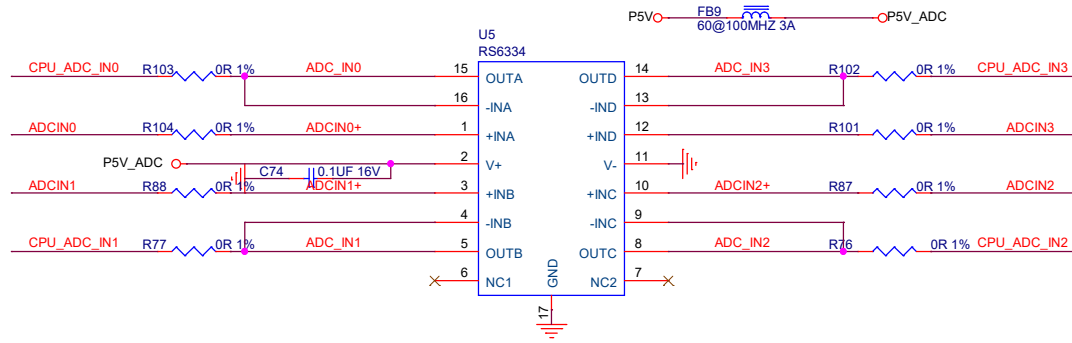 P5V FB9 P5V_ADC
60@100MHZ 3A
U5
RS6334
CPU_ADC_IN0 R103 0R 1% ADC_IN0 15 OUTA OUTD 14 ADC_IN3 R102 0R 1% CPU_ADC_IN3
16 -INA -IND 13
ADCIN0 R104 0R 1% ADCIN0+ 1 +INA +IND 12 R101 0R 1% ADCIN3
P5V_ADC 2 V+ V- 11
C74 0.1UF 16V
ADCIN1 R88 0R 1% ADCIN1+ 3 +INB +INC 10 ADCIN2+ R87 0R 1% ADCIN2
4 -INB -INC 9
CPU_ADC_IN1 R77 0R 1% ADC_IN1 5 OUTB OUTC 8 ADC_IN2 R76 0R 1% CPU_ADC_IN2
6 NC1 GND NC2 7
17